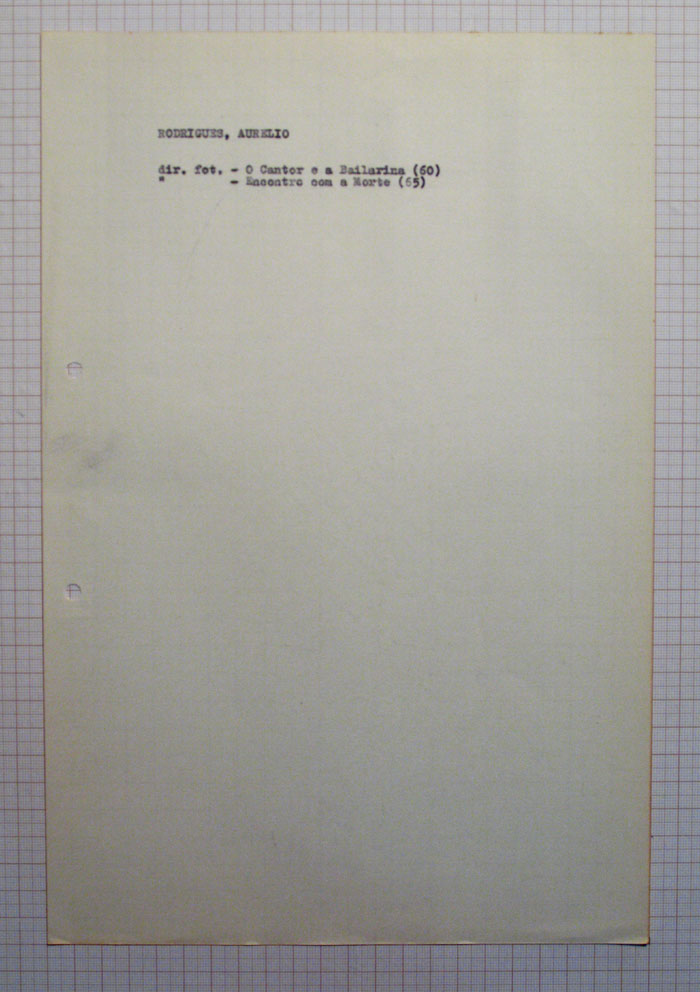 RODRIGUES, AURELIO
dir. fot. - O Cantor e a Bailarina (60)
" - Encontro com a Morte (65)